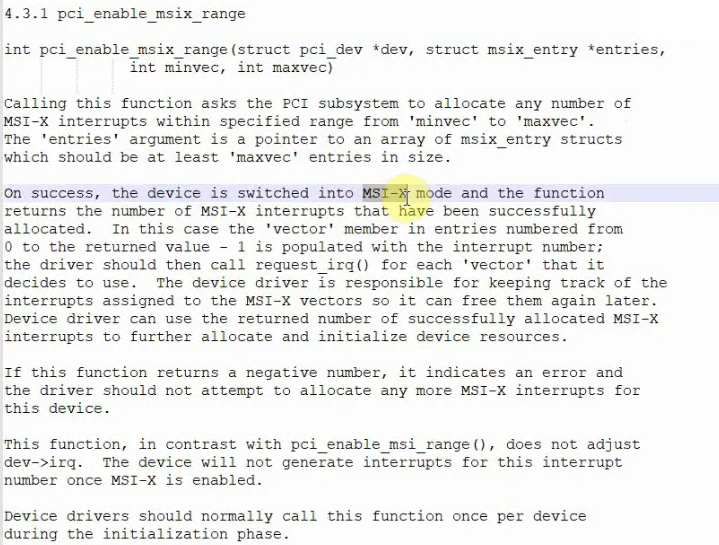 4.3.1 pci_enable_msix_range
int pci_enable_msix_range(struct pci_dev *dev, struct msix_entry *entries,
int minvec, int maxvec)
Calling this function asks the PCI subsystem to allocate any number of
MSI-X interrupts within specified range from 'minvec' to 'maxvec'.
The 'entries' argument is a pointer to an array of msix_entry structs
which should be at least 'maxvec' entries in size.
On success, the device is switched into MSI-X mode and the function
returns the number of MSI-X interrupts that have been successfully
allocated.  In this case the 'vector' member in entries numbered from
0 to the returned value - 1 is populated with the interrupt number;
the driver should then call request_irq() for each 'vector' that it
decides to use.  The device driver is responsible for keeping track of the
interrupts assigned to the MSI-X vectors so it can free them again later.
Device driver can use the returned number of successfully allocated MSI-X
interrupts to further allocate and initialize device resources.
If this function returns a negative number, it indicates an error and
the driver should not attempt to allocate any more MSI-X interrupts for
this device.
This function, in contrast with pci_enable_msi_range(), does not adjust
dev->irq.  The device will not generate interrupts for this interrupt
number once MSI-X is enabled.
Device drivers should normally call this function once per device
during the initialization phase.